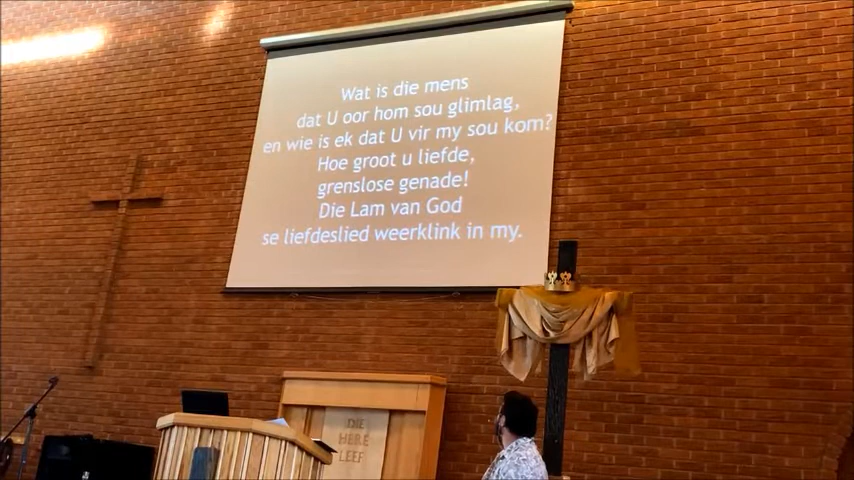 Wat is die mens
dat U oor hom sou glimlag,
en wie is ek dat U vir my sou kom?
Hoe groot u liefde,
grenslose genade!
Die Lam van God
se liefdeslied weerklink in my.
DIE
HERE
LEEF